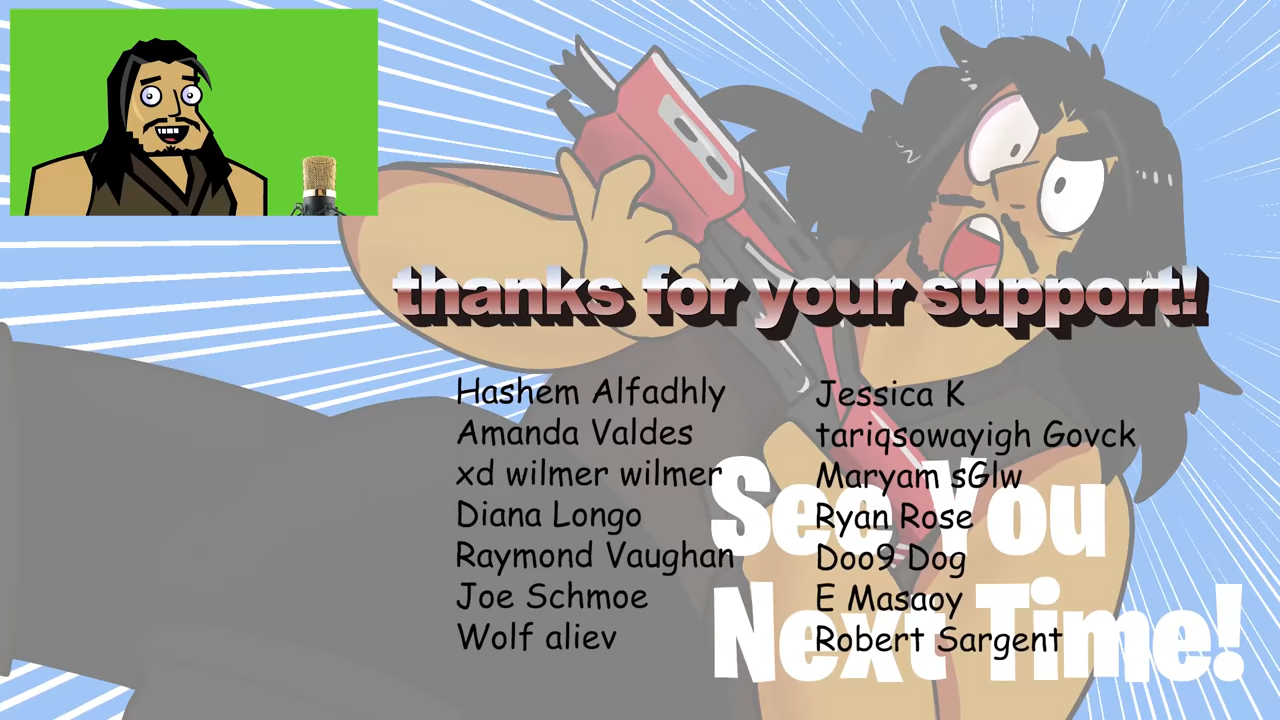 thanks for your support!
Hashem Alfadhly
Amanda Valdes
xd wilmer wilmer
Diana Longo
Raymond Vaughan
Joe Schmoe
Wolf aliev
Jessica K
tariqsowayigh Govck
Maryam sGlw
Ryan Rose
Doo9 Dog
E Masaoy
Robert Sargent
See You
Next Time!